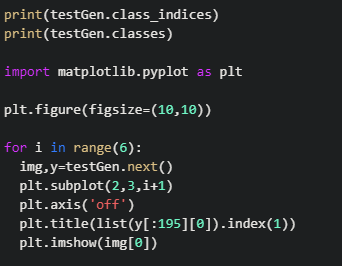 print(testGen.class_indices)
print(testGen.classes)
import matplotlib.pyplot as plt
plt.figure(figsize=(10,10))
for i in range(6):
  img,y=testGen.next()
  plt.subplot(2,3,i+1)
  plt.axis('off')
  plt.title(list(y[:195][0]).index(1))
  plt.imshow(img[0])